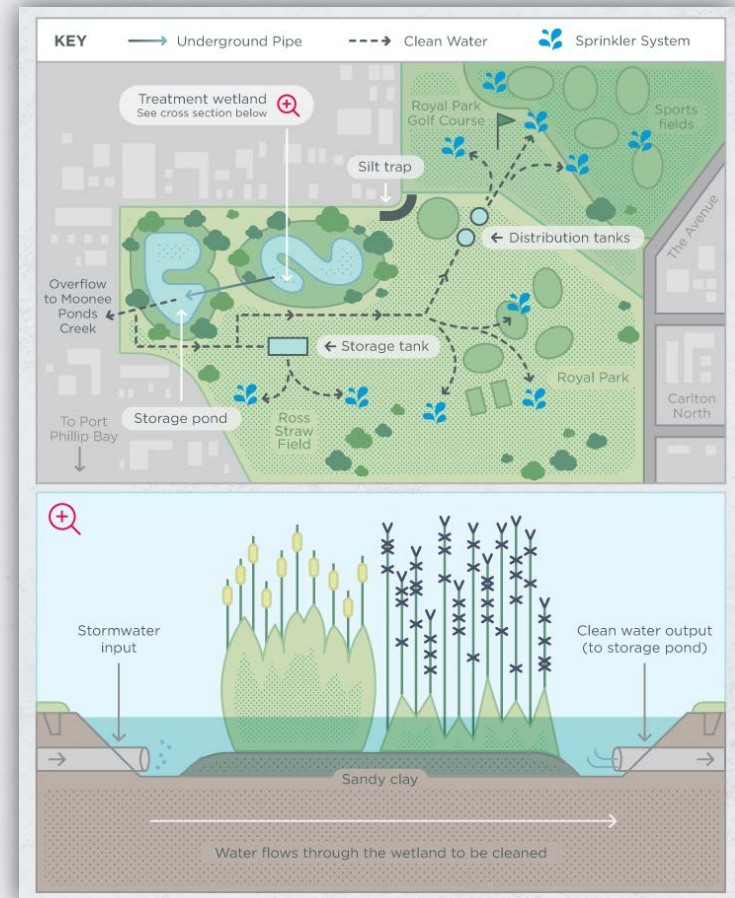 KEY
Underground Pipe
Clean Water
Sprinkler System
Treatment wetland
See cross section below
Royal Park
Golf Course
Sports
fields
Silt trap
The Avenue
Distribution tanks
Overflow
to Moonee
Ponds
Creek
Storage tank
Royal Park
Carlton
North
Storage pond
Ross
Straw
Field
To Port
Phillip Bay
Stormwater
input
Clean water output
(to storage pond)
Sandy clay
Water flows through the wetland to be cleaned